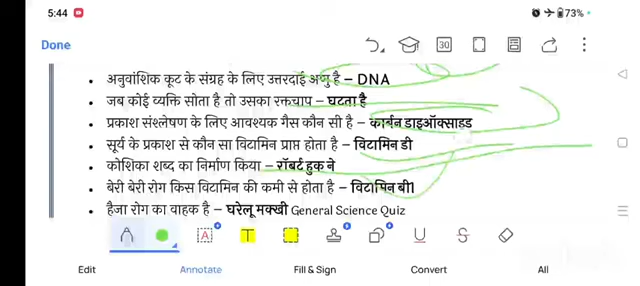 5:44 73%
Done 30
• अनुवांशिक कूट के संग्रह के लिए उत्तरदाई अणु है – DNA
• जब कोई व्यक्ति सोता है तो उसका रक्तचाप – घटता है
• प्रकाश संश्लेषण के लिए आवश्यक गैस कौन सी है – कार्बन डाइऑक्साइड
• सूर्य के प्रकाश से कौन सा विटामिन प्राप्त होता है – विटामिन डी
• कोशिका शब्द का निर्माण किया – रॉबर्ट हुक ने
• बेरी बेरी रोग किस विटामिन की कमी से होता है – विटामिन बी1
• हैजा रोग का वाहक है – घरेलू मक्खी General Science Quiz
A T U S
Edit Annotate Fill & Sign Convert All